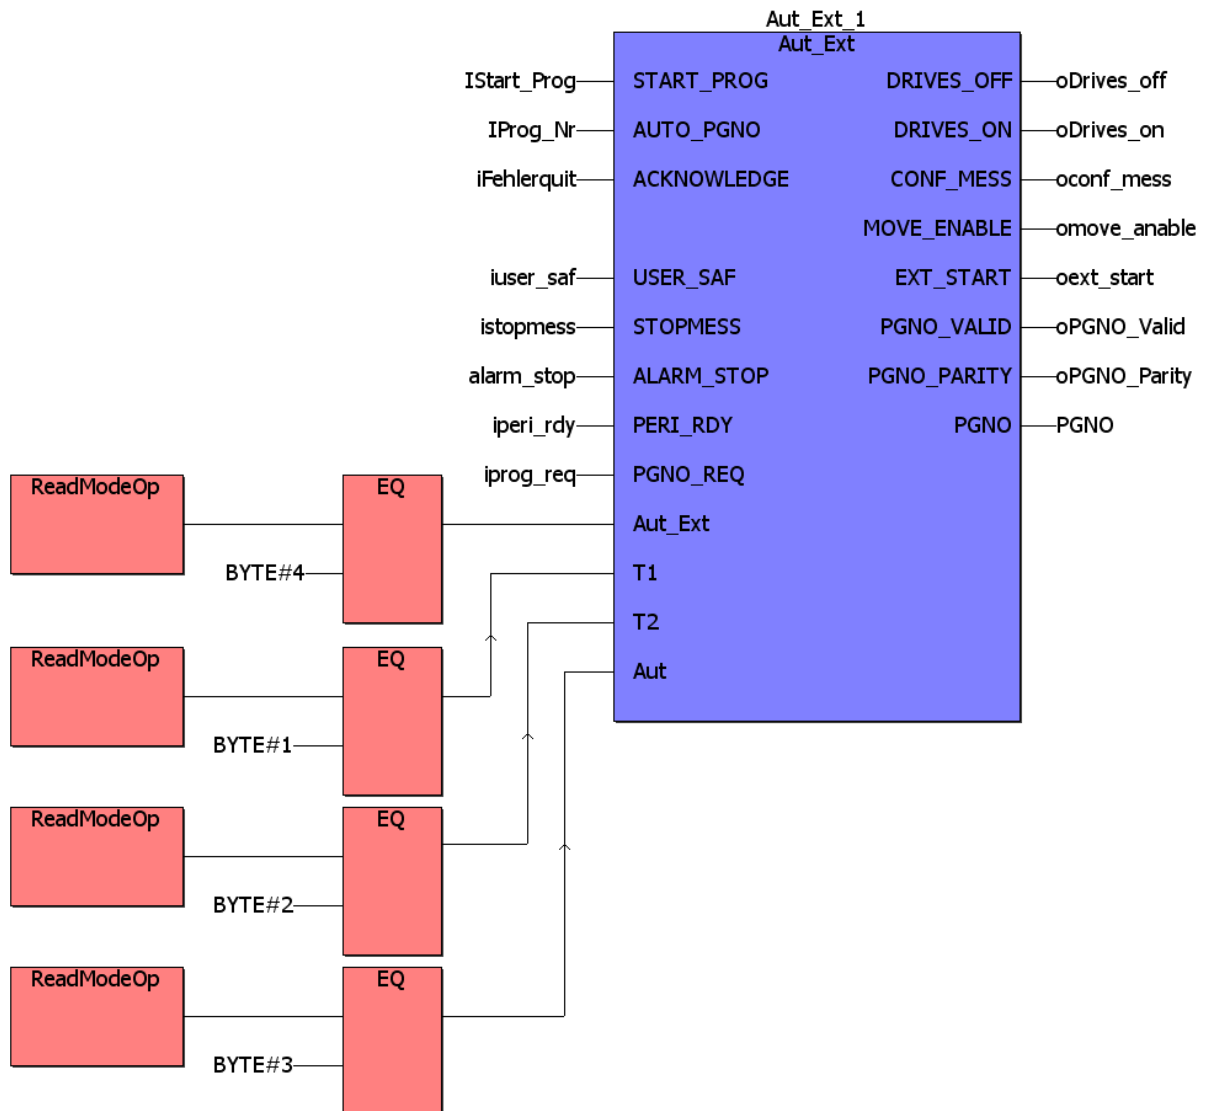 Aut_Ext_1
Aut_Ext
IStart_Prog START_PROG DRIVES_OFF oDrives_off
IProg_Nr AUTO_PGNO DRIVES_ON oDrives_on
iFehlerquit ACKNOWLEDGE CONF_MESS oconf_mess
MOVE_ENABLE omove_anable
iuser_saf USER_SAF EXT_START oext_start
istopmess STOPMESS PGNO_VALID oPGNO_Valid
alarm_stop ALARM_STOP PGNO_PARITY oPGNO_Parity
iperi_rdy PERI_RDY PGNO PGNO
iprog_req PGNO_REQ
ReadModeOp EQ
Aut_Ext
BYTE#4 T1
T2
ReadModeOp EQ
Aut
BYTE#1
ReadModeOp EQ
BYTE#2
ReadModeOp EQ
BYTE#3